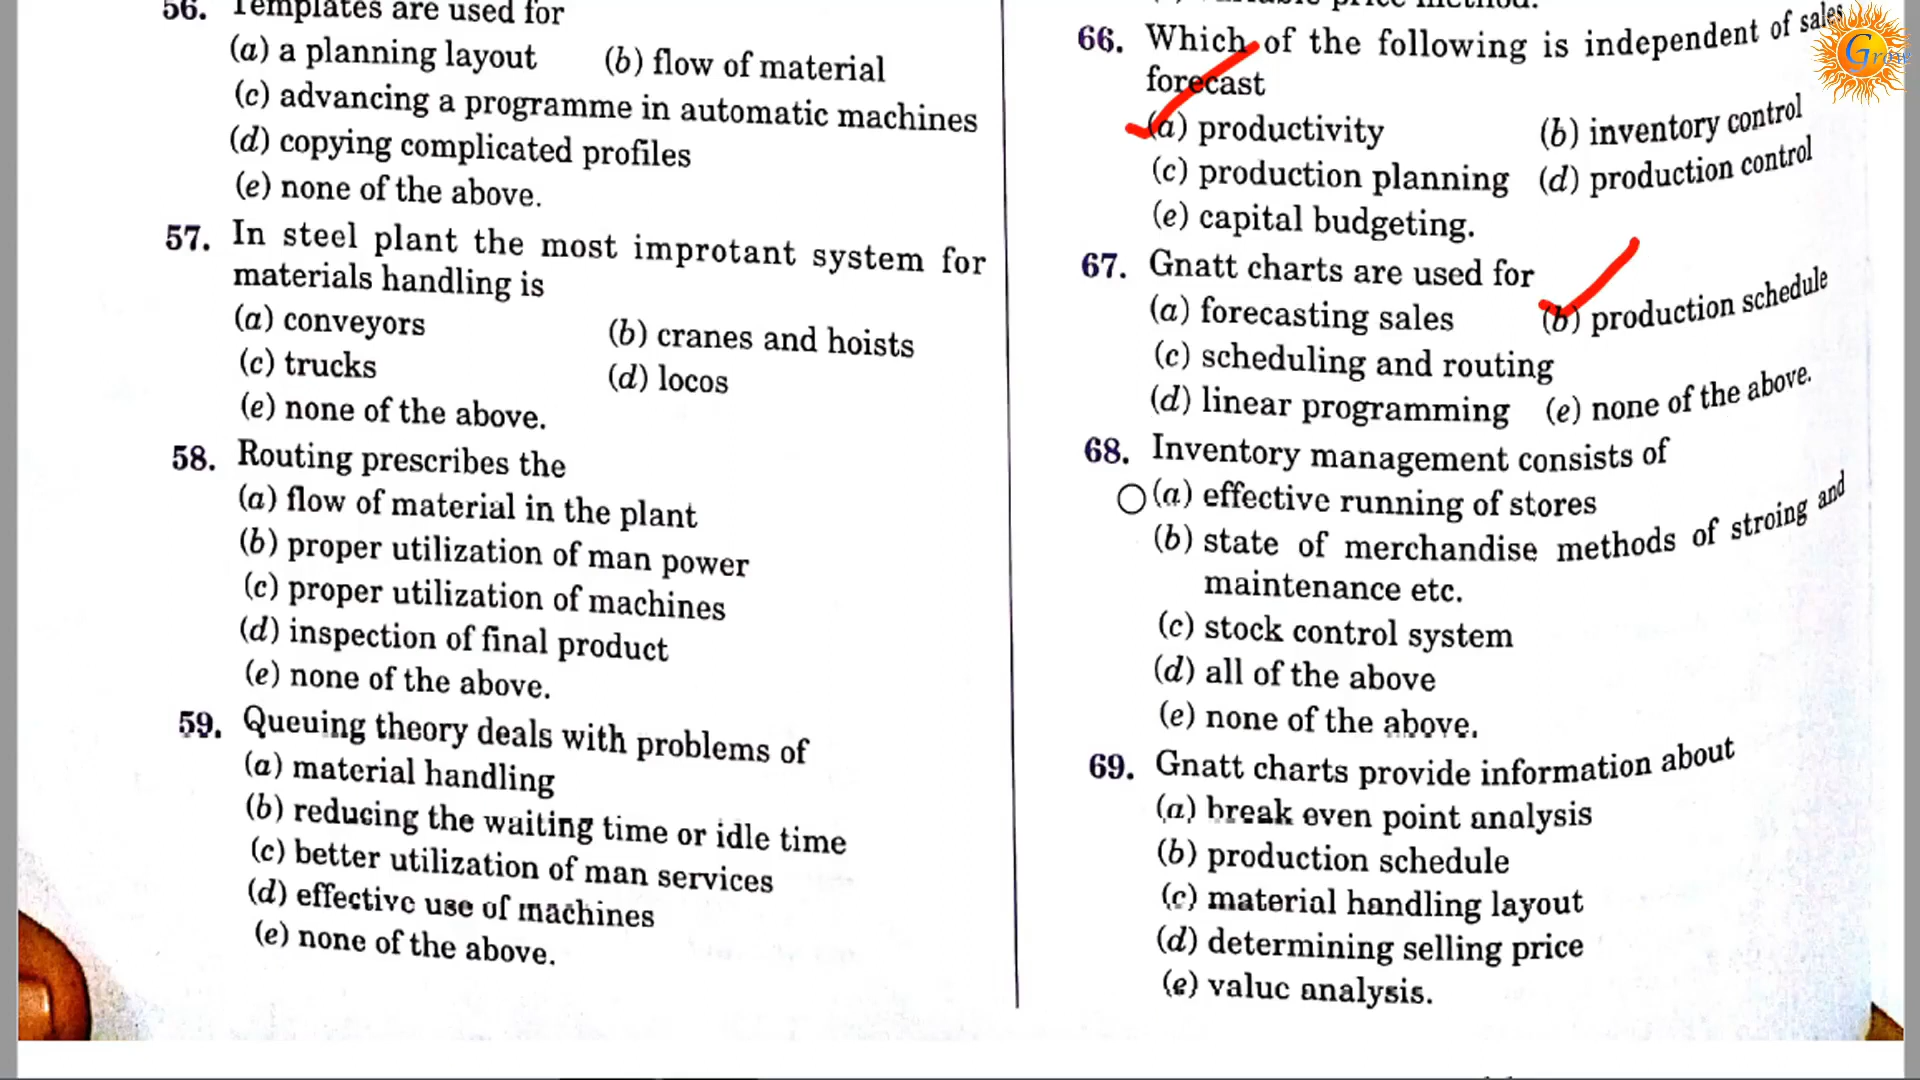 56. Templates are used for
(a) a planning layout (b) flow of material
(c) advancing a programme in automatic machines
(d) copying complicated profiles
(e) none of the above.
57. In steel plant the most improtant system for
materials handling is
(a) conveyors (b) cranes and hoists
(c) trucks (d) locos
(e) none of the above.
58. Routing prescribes the
(a) flow of material in the plant
(b) proper utilization of man power
(c) proper utilization of machines
(d) inspection of final product
(e) none of the above.
59. Queuing theory deals with problems of
(a) material handling
(b) reducing the waiting time or idle time
(c) better utilization of man services
(d) effective use of machines
(e) none of the above.
66. Which of the following is independent of sales
forecast
(a) productivity (b) inventory control
(c) production planning (d) production control
(e) capital budgeting.
67. Gnatt charts are used for
(a) forecasting sales (b) production schedule
(c) scheduling and routing
(d) linear programming (e) none of the above.
68. Inventory management consists of
(a) effective running of stores
(b) state of merchandise methods of stroing and
maintenance etc.
(c) stock control system
(d) all of the above
(e) none of the above.
69. Gnatt charts provide information about
(a) break even point analysis
(b) production schedule
(c) material handling layout
(d) determining selling price
(e) value analysis.
Grow